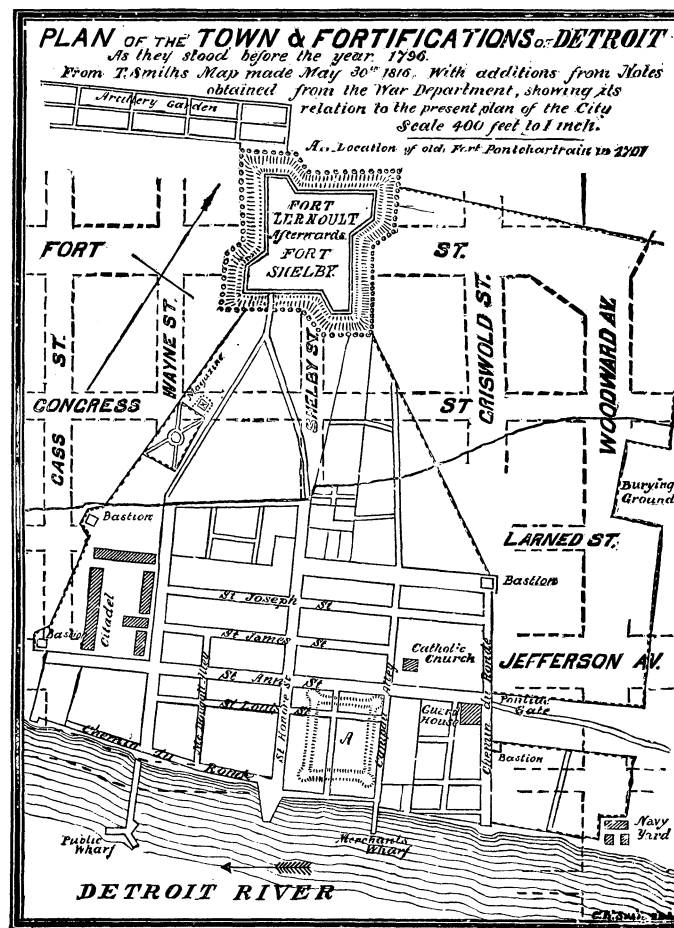 PLAN OF THE TOWN & FORTIFICATIONS OF DETROIT
As they stood before the year 1796.
From T. Smiths Map made May 30th 1816. With additions from Notes
obtained from the War Department, showing its
relation to the present plan of the City
Scale 400 feet to 1 inch.
A. Location of old Fort Pontchartrain in 1701
Artillery Garden
FORT
LERNOULT
Afterwards
FORT
SHELBY.
FORT ST.
WAYNE ST.
SHELBY ST.
GRISWOLD ST.
WOODWARD AV.
CASS ST.
CONGRESS ST
Magazine
Burying
Ground
LARNED ST.
Bastion
Bastion
Bastion
Citadel
St Joseph St
St James St
St Ann St
St Louis St
St Honore St
Campau Alley
Catholic
Church
JEFFERSON AV.
Guard
House
Pontiac
Gate
Chemin du Ronde
Bastion
A
Chemin du Ronde
Navy
Yard
Public
Wharf
Merchants
Wharf
DETROIT RIVER